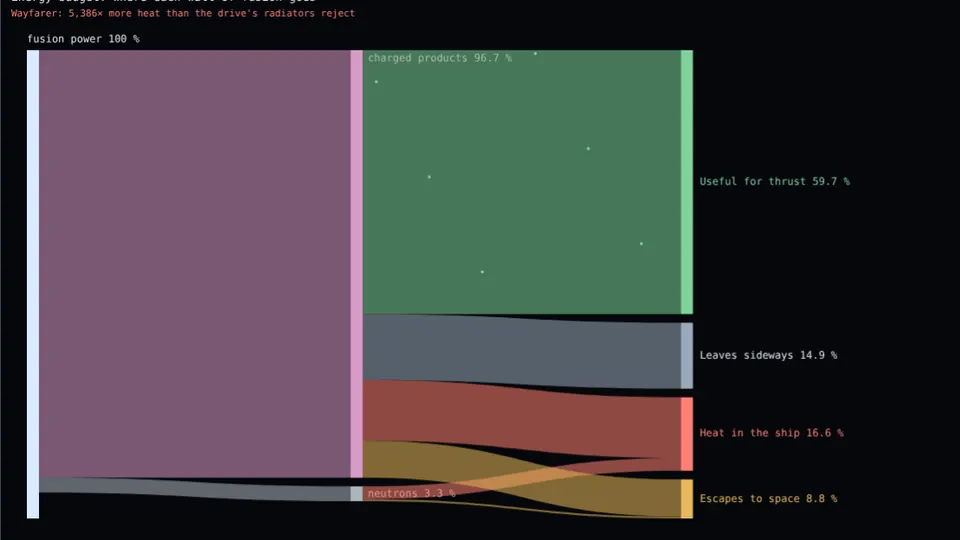 Wayfarer: 5,386× more heat than the drive's radiators reject
fusion power 100 %
charged products 96.7 %
Useful for thrust 59.7 %
Leaves sideways 14.9 %
Heat in the ship 16.6 %
neutrons 3.3 %
Escapes to space 8.8 %